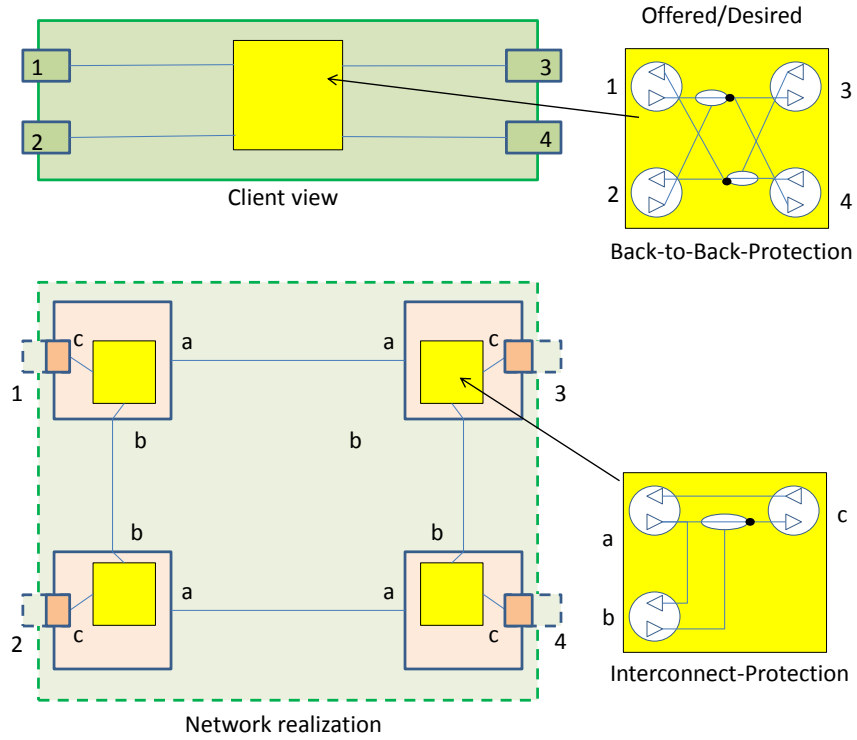 Offered/Desired
1
3
2
4
Client view
1
3
2
4
Back-to-Back-Protection
c
a
a
c
1
3
b
b
b
b
a
a
c
c
2
4
Network realization
a
c
b
Interconnect-Protection